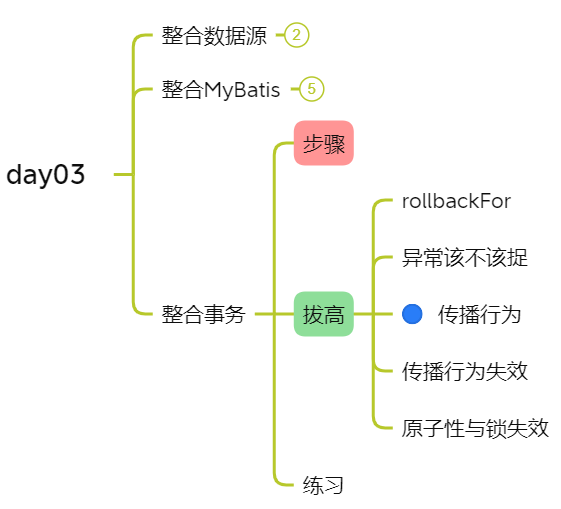 整合数据源
2
整合MyBatis
5
步骤
day03
rollbackFor
异常该不该捉
整合事务
拔高
传播行为
传播行为失效
原子性与锁失效
练习